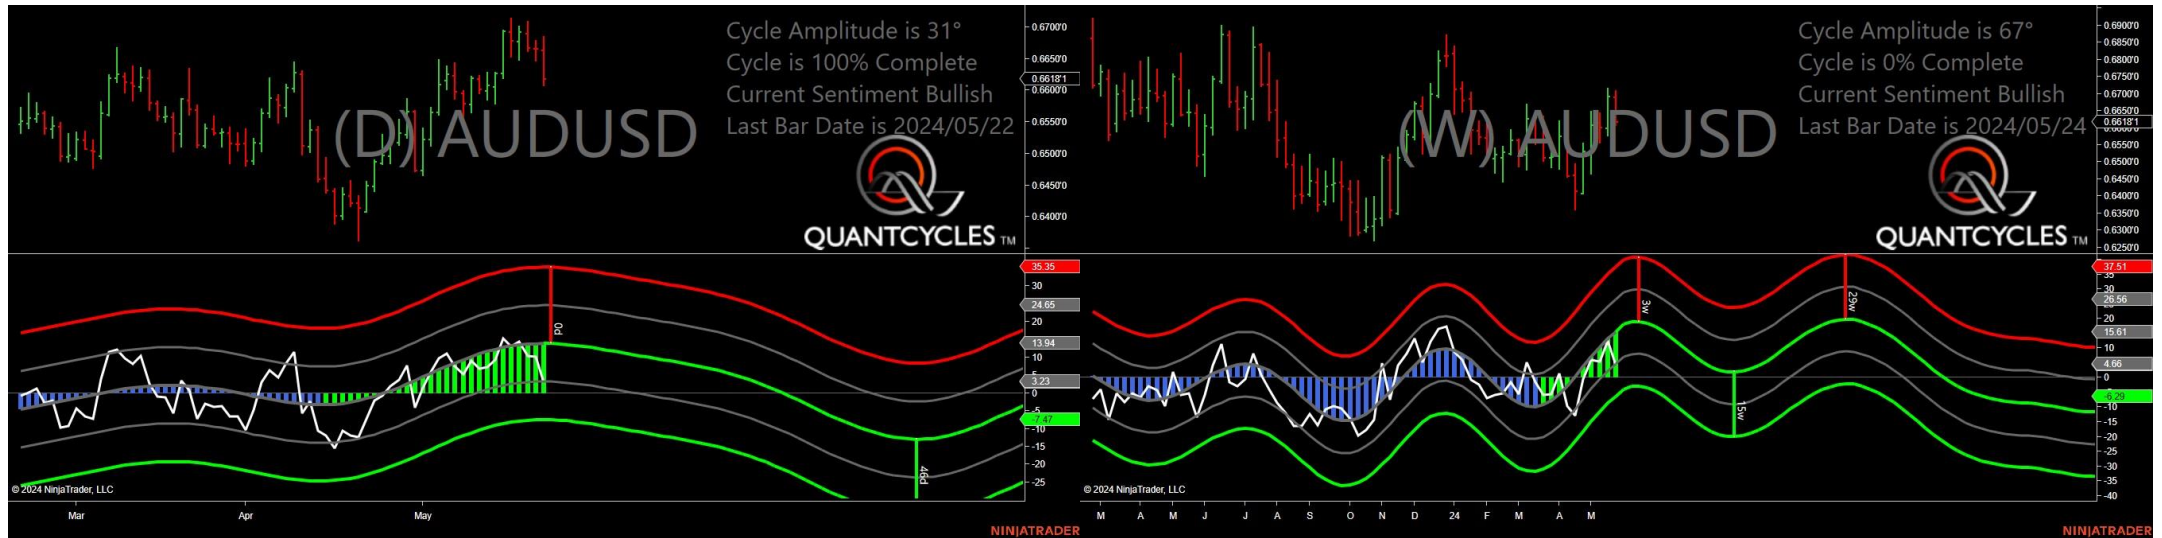 Cycle Amplitude is 31°
Cycle is 100% Complete
Current Sentiment Bullish
Last Bar Date is 2024/05/22
(D) AUDUSD
QUANTCYCLES TM
0.6700'0
0.6650'0
0.6618'1
0.6600'0
0.6550'0
0.6500'0
0.6450'0
0.6400'0
35.35
30
24.65
20
13.94
10
5
3.23
0
-5
-7.47
-10
-15
-20
-25
0d
46d
© 2024 NinjaTrader, LLC
Mar Apr May
NINJATRADER
Cycle Amplitude is 67°
Cycle is 0% Complete
Current Sentiment Bullish
Last Bar Date is 2024/05/24
(W) AUDUSD
QUANTCYCLES TM
0.6900'0
0.6850'0
0.6800'0
0.6750'0
0.6700'0
0.6650'0
0.6618'1
0.6550'0
0.6500'0
0.6450'0
0.6400'0
0.6350'0
0.6300'0
0.6250'0
37.51
35
30
26.56
20
15.61
10
4.66
0
-6.29
-10
-15
-20
-25
-30
-35
-40
3w
15w
29w
© 2024 NinjaTrader, LLC
M A M J J A S O N D 24 F M A M
NINJATRADER